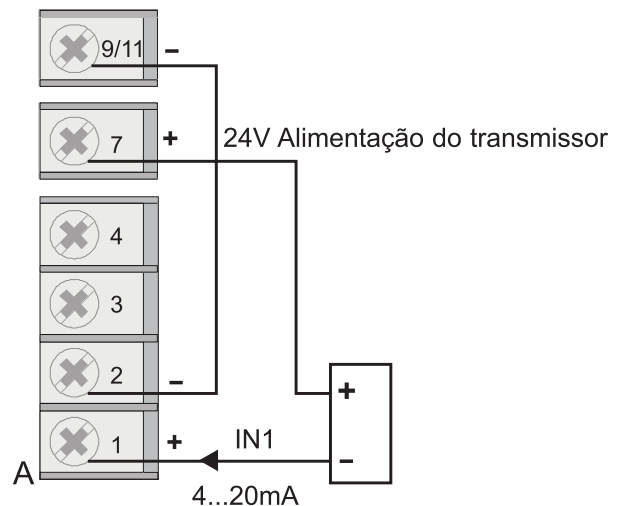 9/11 –
7 + 24V Alimentação do transmissor
4
3
2 –
+
1 + IN1
–
A
4...20mA